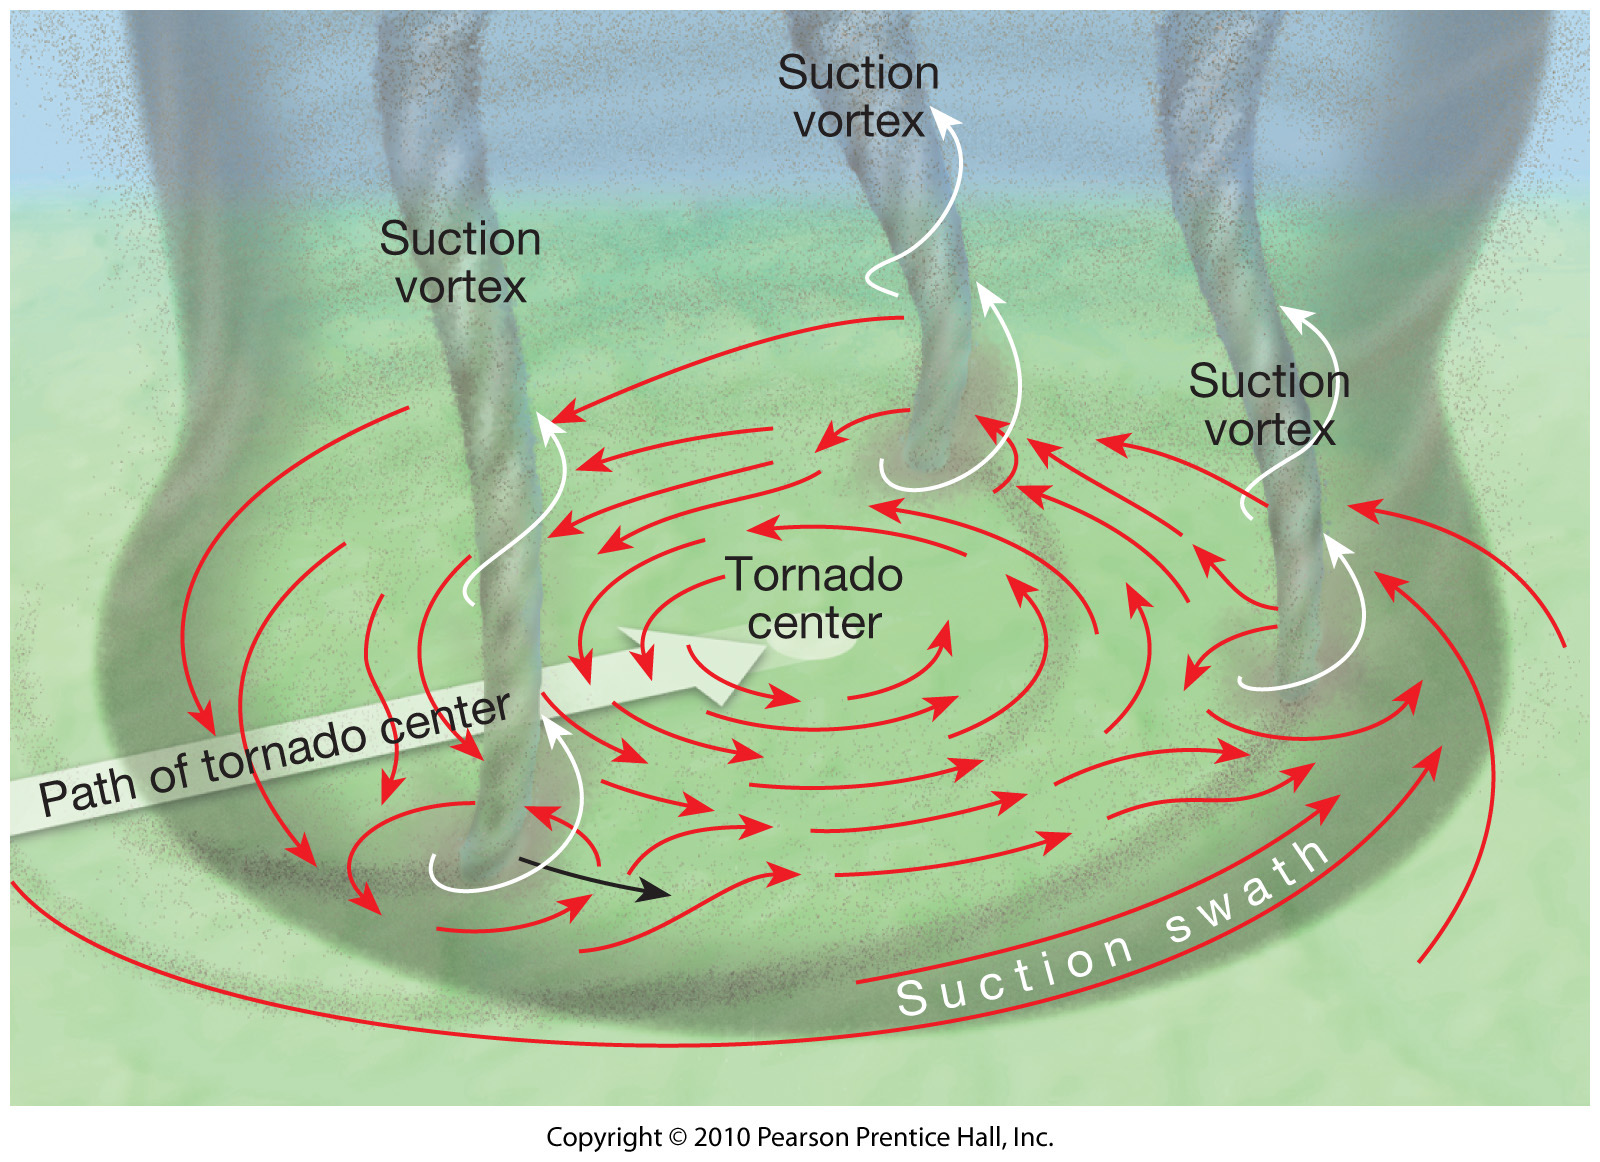 Suction
vortex
Suction
vortex
Suction
vortex
Tornado
center
Path of tornado center
Suction swath
Copyright © 2010 Pearson Prentice Hall, Inc.